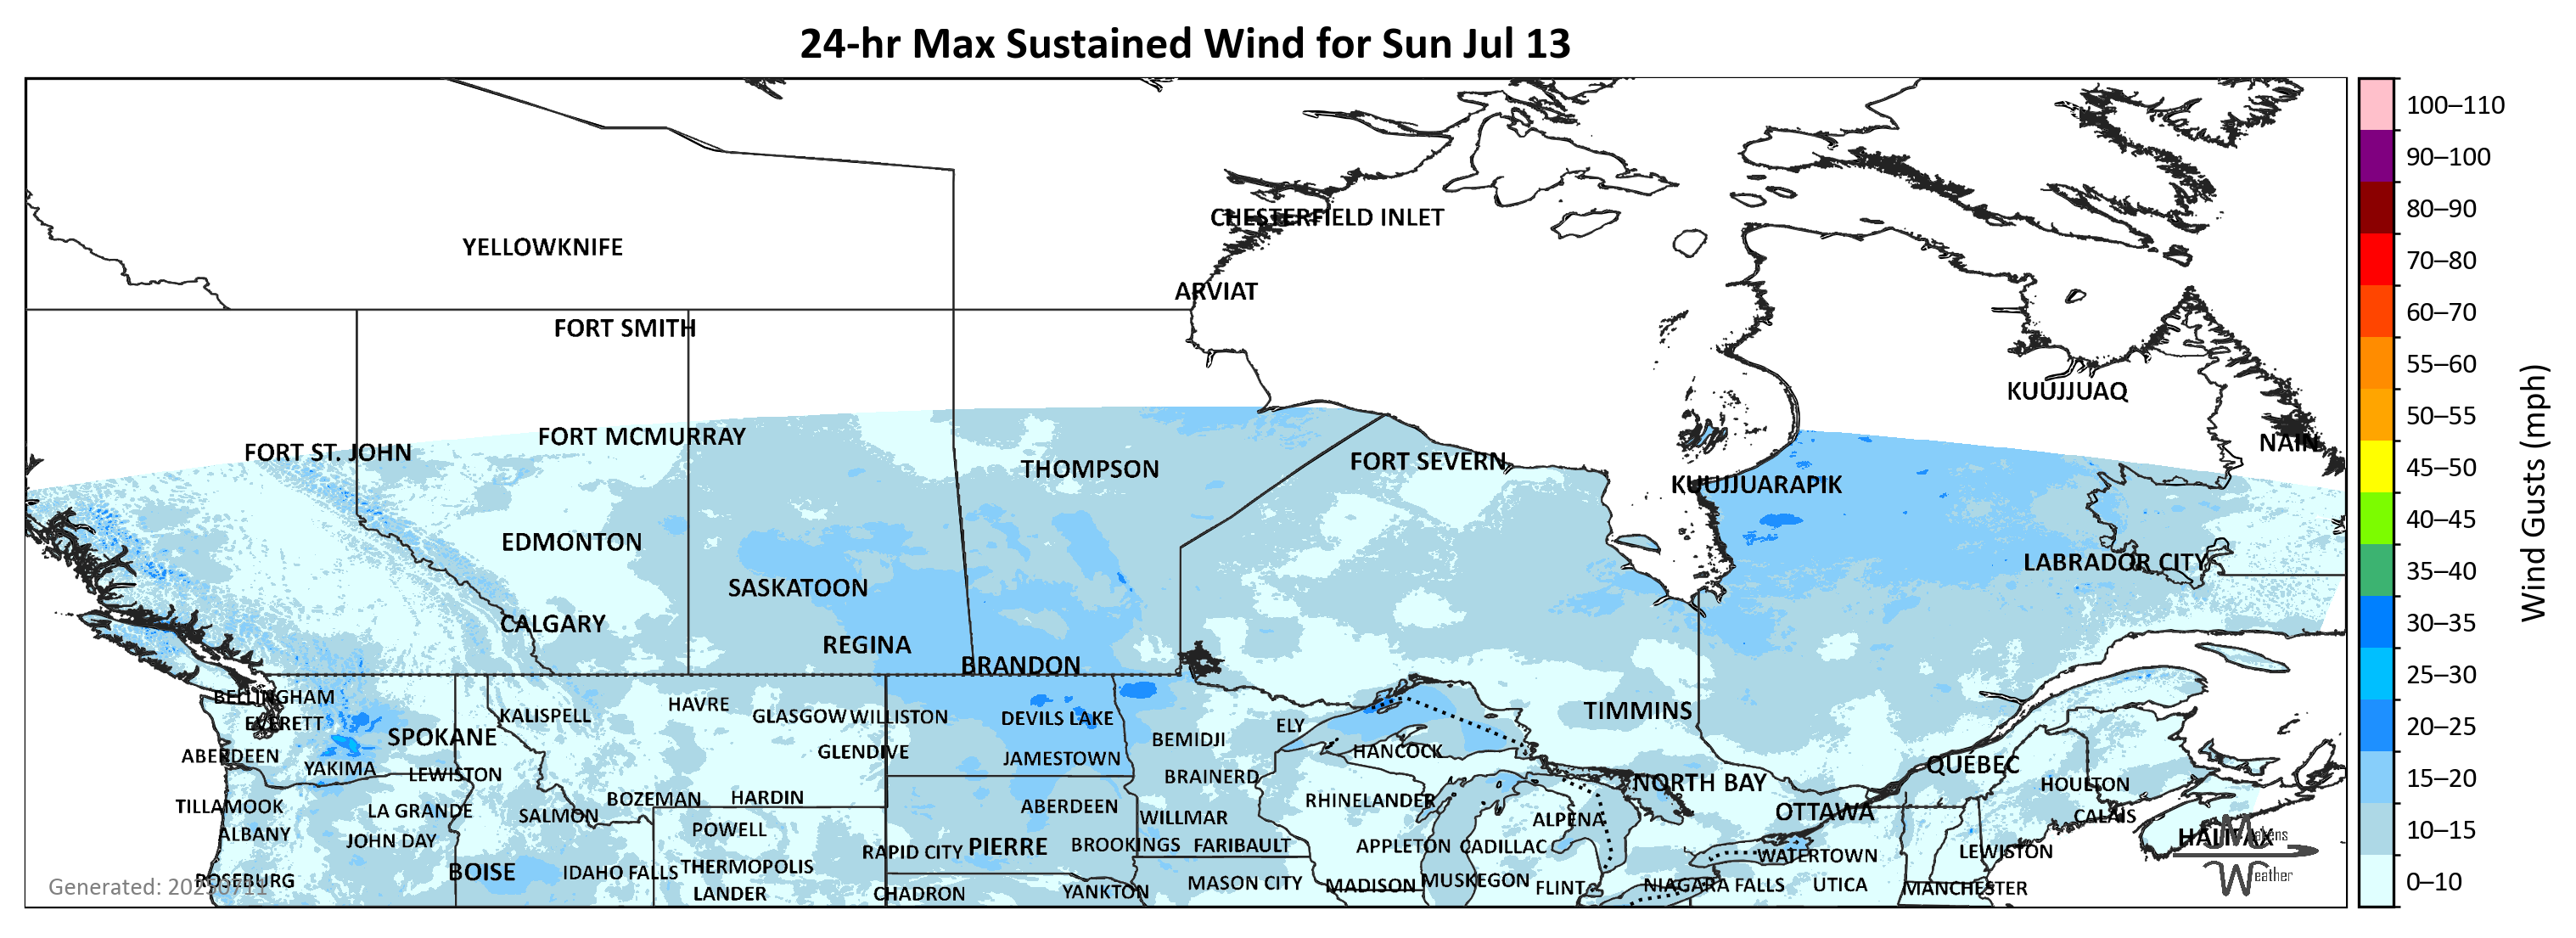 24-hr Max Sustained Wind for Sun Jul 13
100–110
90–100
80–90
70–80
60–70
55–60
50–55
45–50
40–45
35–40
30–35
25–30
20–25
15–20
10–15
0–10
Wind Gusts (mph)
CHESTERFIELD INLET
YELLOWKNIFE
ARVIAT
FORT SMITH
KUUJJUAQ
FORT MCMURRAY
NAIN
FORT ST. JOHN
FORT SEVERN
THOMPSON
KUUJJUARAPIK
EDMONTON
LABRADOR CITY
SASKATOON
CALGARY
REGINA
BRANDON
BELLINGHAM
HAVRE
TIMMINS
KALISPELL
GLASGOW
WILLISTON
DEVILS LAKE
EVERETT
ELY
SPOKANE
BEMIDJI
HANCOCK
GLENDIVE
ABERDEEN
JAMESTOWN
QUÉBEC
YAKIMA
LEWISTON
BRAINERD
NORTH BAY
HOULTON
BOZEMAN
HARDIN
RHINELANDER
TILLAMOOK
ABERDEEN
LA GRANDE
OTTAWA
SALMON
WILLMAR
CALAIS
ALPENA
POWELL
ALBANY
HALIFAX
Makens
Weather
JOHN DAY
BROOKINGS
FARIBAULT
APPLETON
CADILLAC
PIERRE
RAPID CITY
LEWISTON
WATERTOWN
THERMOPOLIS
BOISE
IDAHO FALLS
ROSEBURG
MUSKEGON
MASON CITY
NIAGARA FALLS
UTICA
MADISON
FLINT
MANCHESTER
Generated: 20250711
LANDER
CHADRON
YANKTON